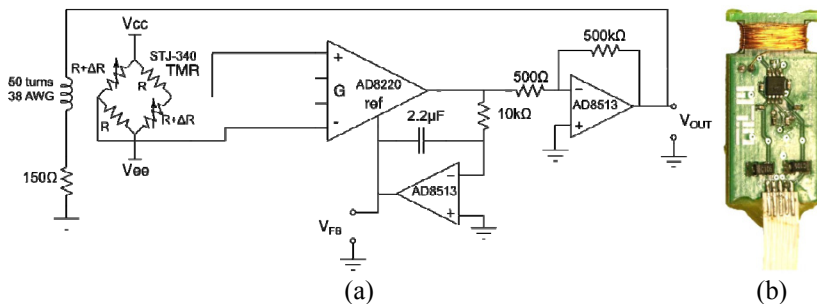 Vcc
STJ-340
TMR
R+ΔR
R
R
R+ΔR
Vee
50 turns
38 AWG
150Ω
+
G
-
AD8220
ref
2.2µF
10kΩ
500Ω
500kΩ
-
+
AD8513
VOUT
-
+
AD8513
VFB
(a)
(b)